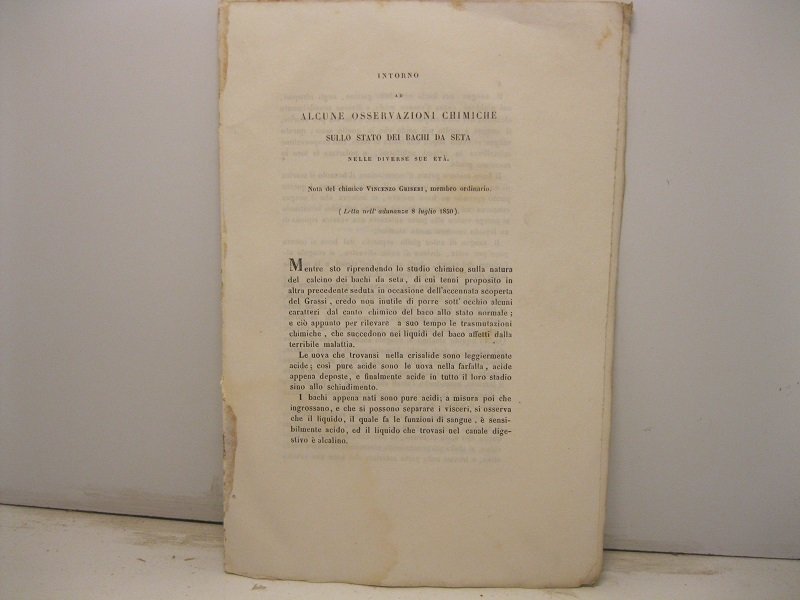 INTORNO
AD
ALCUNE OSSERVAZIONI CHIMICHE
SULLO STATO DEI BACHI DA SETA
NELLE DIVERSE SUE ETÀ.
Nota del chimico VINCENZO GRISERI, membro ordinario.
(Letta nell' adunanza 8 luglio 1850).
Mentre sto riprendendo lo studio chimico sulla natura
del calcino dei bachi da seta, di cui tenni proposito in
altra precedente seduta in occasione dell'accennata scoperta
del Grassi, credo non inutile di porre sott' occhio alcuni
caratteri dal canto chimico del baco allo stato normale;
e ciò appunto per rilevare a suo tempo le trasmutazioni
chimiche, che succedono nei liquidi del baco affetti dalla
terribile malattia.
Le uova che trovansi nella crisalide sono leggiermente
acide; così pure acide sono le uova nella farfalla, acide
appena deposte, e finalmente acide in tutto il loro stadio
sino allo schiudimento.
I bachi appena nati sono pure acidi; a misura poi che
ingrossano, e che si possono separare i visceri, si osserva
che il liquido, il quale fa le funzioni di sangue, è sensi-
bilmente acido, ed il liquido che trovasi nel canale dige-
stivo è alcalino.